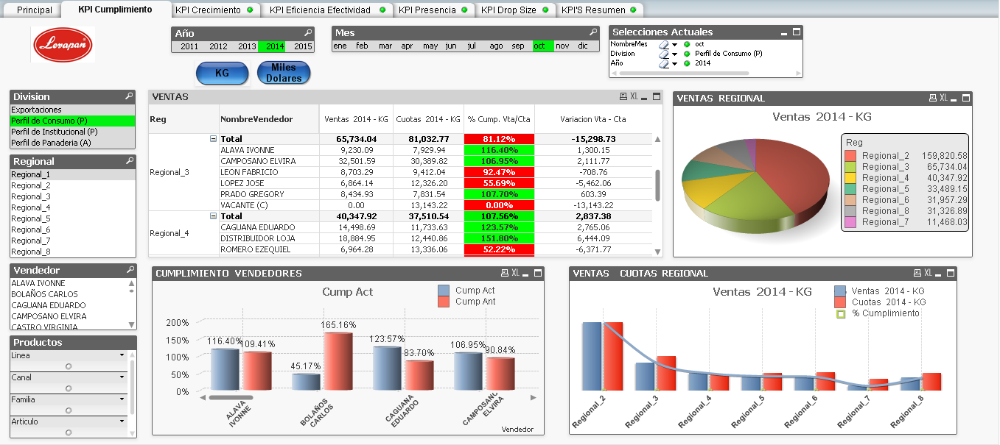 Principal
KPI Cumplimiento
KPI Crecimiento
KPI Eficiencia Efectividad
KPI Presencia
KPI Drop Size
KPI'S Resumen
Levapan
Año
2011 2012 2013 2014 2015
Mes
ene feb mar apr may jun jul ago sep oct nov dic
Selecciones Actuales
NombreMes oct
Division Perfil de Consumo (P)
Año 2014
KG
Miles Dolares
Division
Exportaciones
Perfil de Consumo (P)
Perfil de Institucional (P)
Perfil de Panaderia (A)
Regional
Regional_1
Regional_2
Regional_3
Regional_4
Regional_5
Regional_6
Regional_7
Regional_8
Vendedor
ALAVA IVONNE
BOLAÑOS CARLOS
CAGUANA EDUARDO
CAMPOSANO ELVIRA
CASTRO VIRGINIA
Productos
Linea
Canal
Familia
Articulo
VENTAS XL
Reg NombreVendedor Ventas 2014 - KG Cuotas 2014 - KG % Cump. Vta/Cta Variacion Vta - Cta
Regional_3
Total 65,734.04 81,032.77 81.12% -15,298.73
ALAVA IVONNE 9,230.09 7,929.94 116.40% 1,300.15
CAMPOSANO ELVIRA 32,501.59 30,389.82 106.95% 2,111.77
LEON FABRICIO 8,703.29 9,412.04 92.47% -708.76
LOPEZ JOSE 6,864.14 12,326.20 55.69% -5,462.06
PRADO GREGORY 8,434.93 7,831.54 107.70% 603.39
VACANTE (C) 0.00 13,143.22 0.00% -13,143.22
Regional_4
Total 40,347.92 37,510.54 107.56% 2,837.38
CAGUANA EDUARDO 14,498.69 11,733.63 123.57% 2,765.06
DISTRIBUIDOR LOJA 18,884.95 12,440.86 151.80% 6,444.09
ROMERO EZEQUIEL 6,964.28 13,336.06 52.22% -6,371.77
VENTAS REGIONAL XL
Ventas 2014 - KG
Reg
Regional_2 159,820.58
Regional_3 65,734.04
Regional_4 40,347.92
Regional_5 33,489.15
Regional_6 31,957.29
Regional_8 31,326.89
Regional_7 11,468.03
CUMPLIMIENTO VENDEDORES XL
Cump Act
Cump Act
Cump Ant
200%
150%
100%
50%
0%
116.40% 109.41%
45.17% 165.16%
123.57% 83.70%
106.95% 90.84%
ALAVA IVONNE
BOLAÑOS CARLOS
CAGUANA EDUARDO
CAMPOSANO ELVIRA
Vendedor
VENTAS CUOTAS REGIONAL XL
Ventas 2014 - KG
Ventas 2014 - KG
Cuotas 2014 - KG
% Cumplimiento
Regional_2
Regional_3
Regional_4
Regional_5
Regional_6
Regional_7
Regional_8